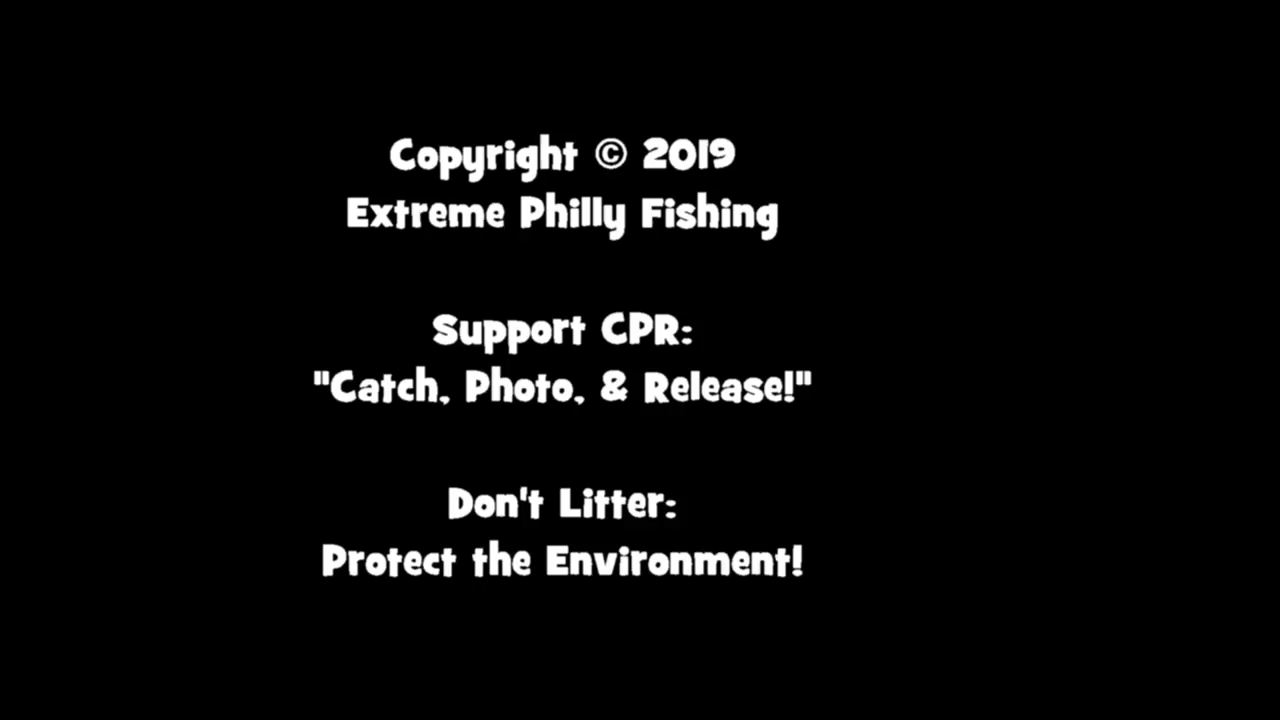 Copyright © 2019
Extreme Philly Fishing
Support CPR:
"Catch, Photo, & Release!"
Don't Litter:
Protect the Environment!